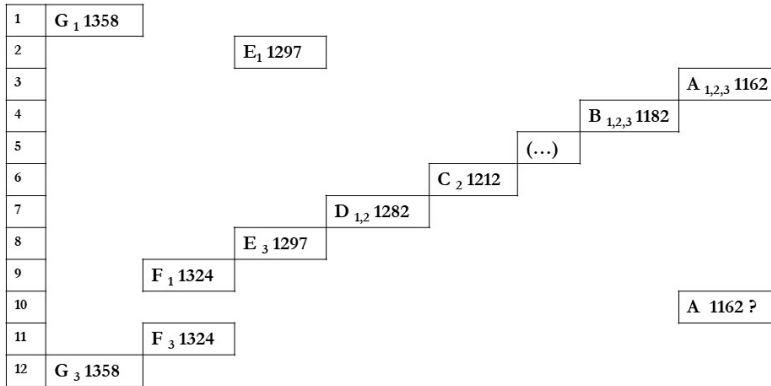 1 G 1 1358
2 E1 1297
3 A 1,2,3 1162
4 B 1,2,3 1182
5 (…)
6 C 2 1212
7 D 1,2 1282
8 E 3 1297
9 F 1 1324
10 A 1162 ?
11 F 3 1324
12 G 3 1358